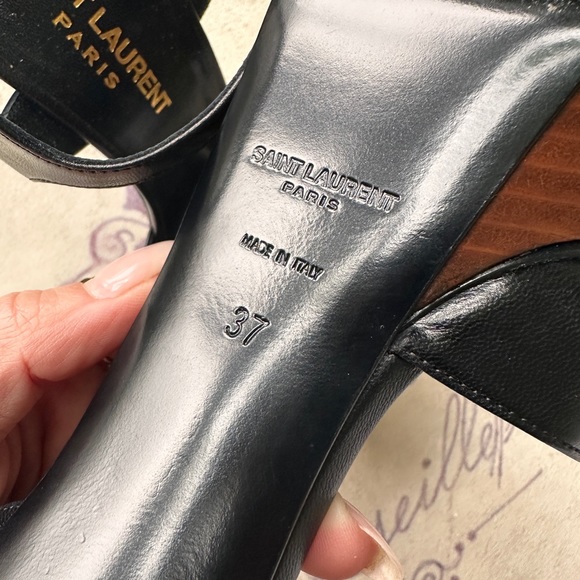 SAINT LAURENT
PARIS
SAINT LAURENT
PARIS
MADE IN ITALY
37